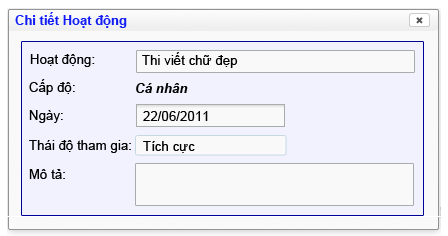 Chi tiết Hoạt động
Hoạt động: Thi viết chữ đẹp
Cấp độ: Cá nhân
Ngày: 22/06/2011
Thái độ tham gia: Tích cực
Mô tả: